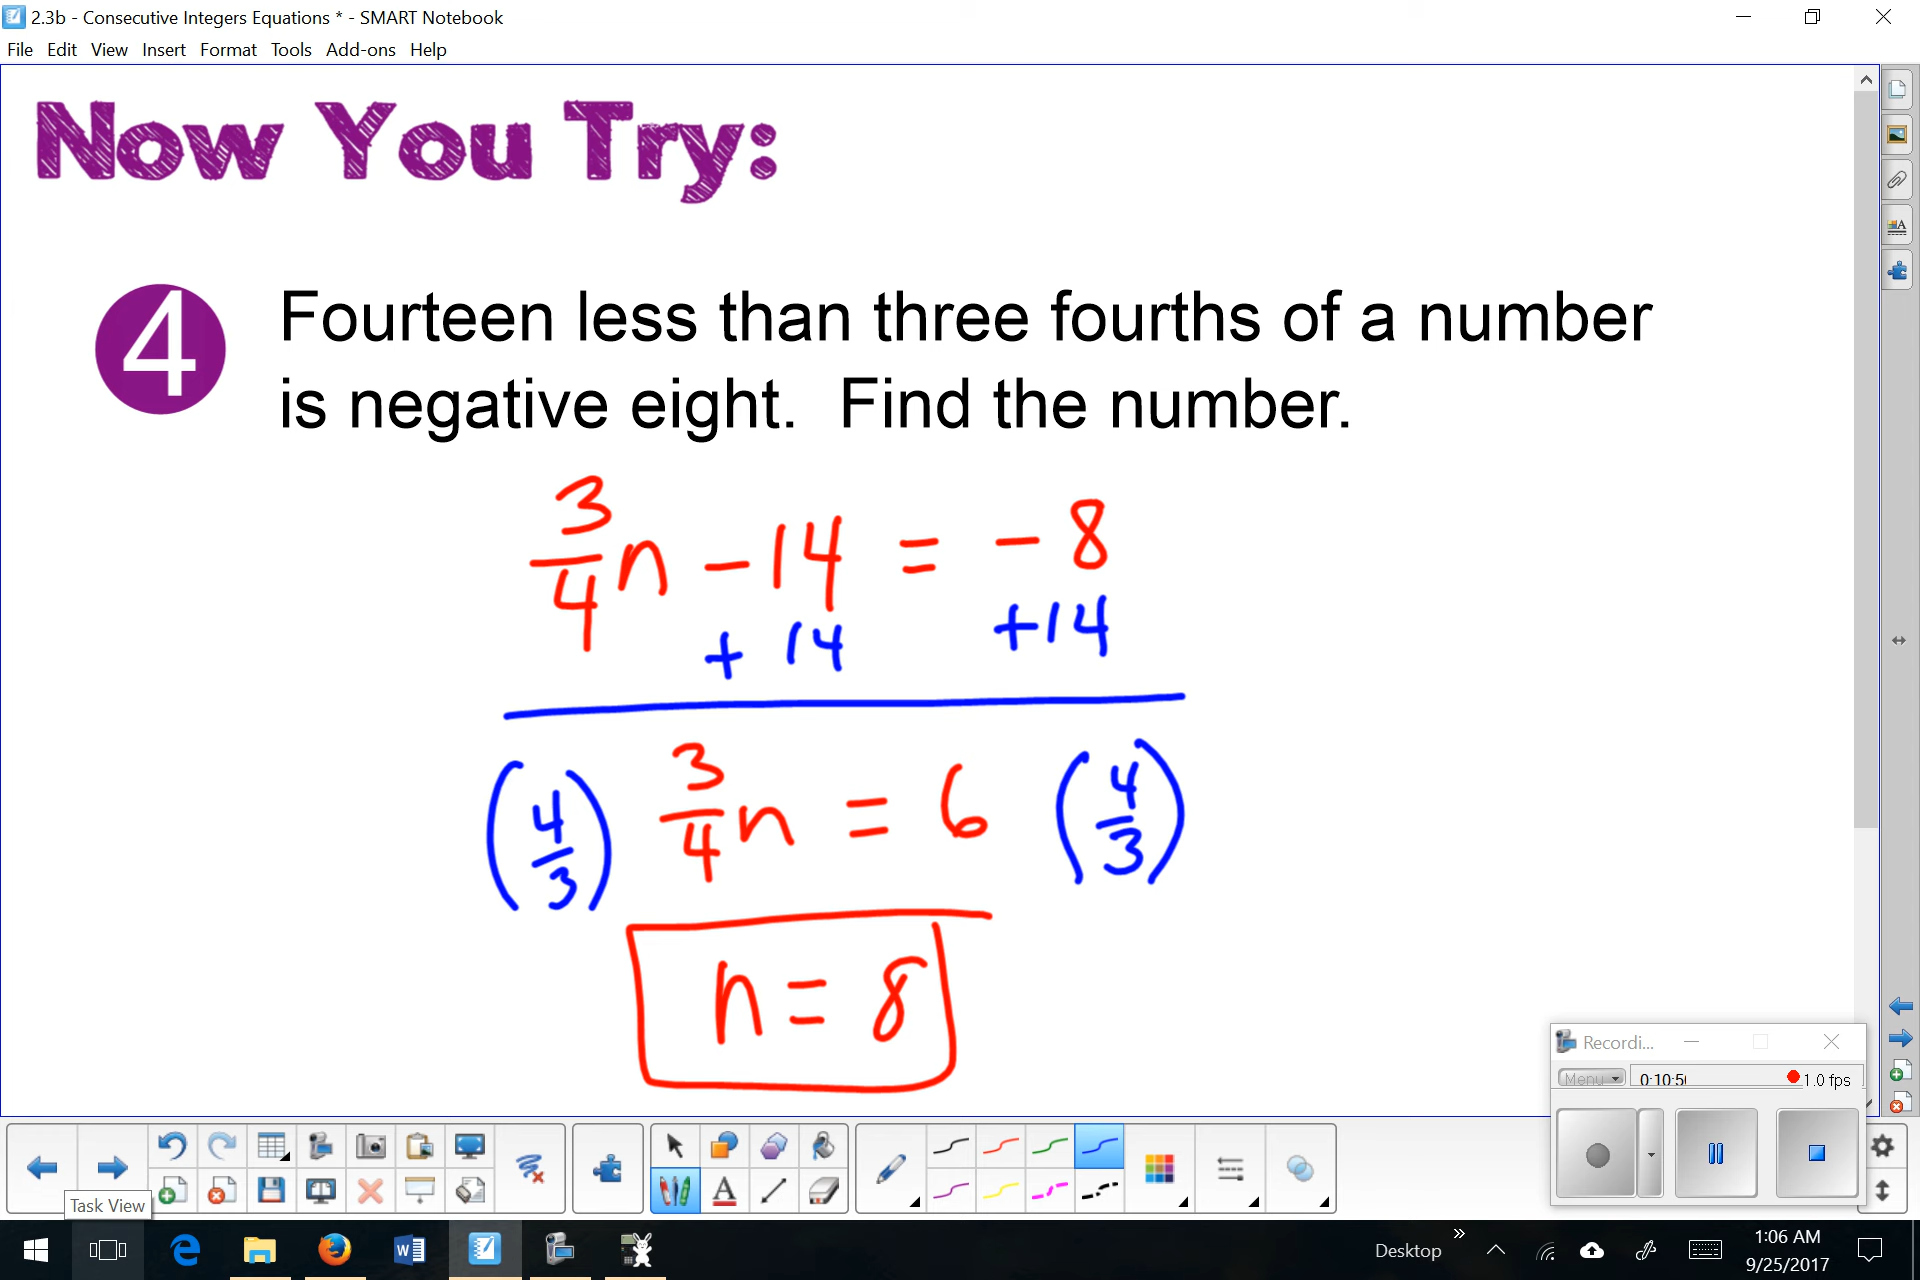 2.3b - Consecutive Integers Equations * - SMART Notebook
File Edit View Insert Format Tools Add-ons Help
Now You Try:
4 Fourteen less than three fourths of a number
is negative eight. Find the number.
3/4 n - 14 = - 8
+ 14 +14
(4/3) 3/4 n = 6 (4/3)
n = 8
Recordi...
Menu 0:10:50 1.0 fps
A
Task View
Desktop
1:06 AM
9/25/2017